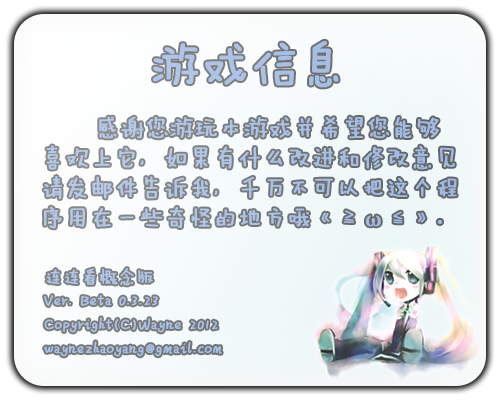 游戏信息
感谢您游玩本游戏并希望您能够
喜欢上它，如果有什么改进和修改意见
请发邮件告诉我，千万不可以把这个程
序用在一些奇怪的地方哦《≧ω≦》。
连连看概念版
Ver. Beta 0.3.23
Copyright(C)Wayne 2012
waynezhaoyang@gmail.com